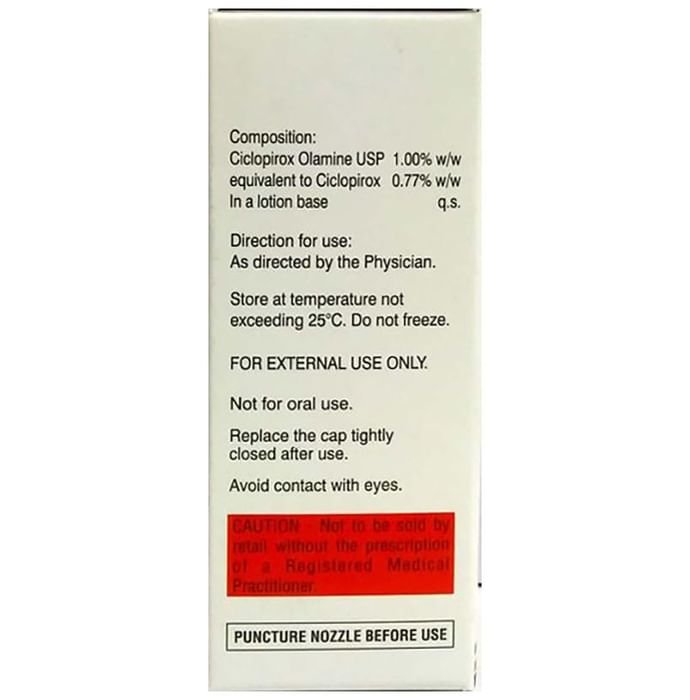 Composition:
Ciclopirox Olamine USP 1.00% w/w
equivalent to Ciclopirox 0.77% w/w
In a lotion base q.s.
Direction for use:
As directed by the Physician.
Store at temperature not
exceeding 25°C. Do not freeze.
FOR EXTERNAL USE ONLY.
Not for oral use.
Replace the cap tightly
closed after use.
Avoid contact with eyes.
CAUTION - Not to be sold by
retail without the prescription
of a Registered Medical
Practitioner.
PUNCTURE NOZZLE BEFORE USE